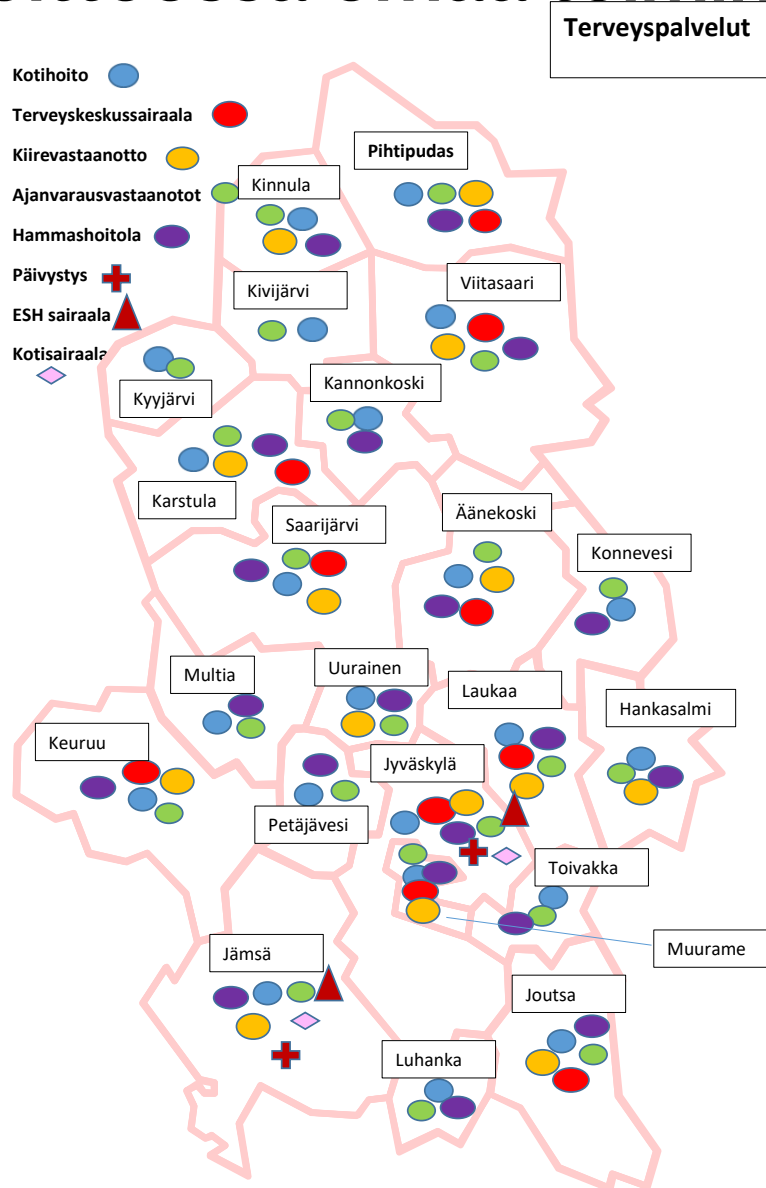 Terveyspalvelut
Kotihoito
Terveyskeskussairaala
Kiirevastaanotto
Ajanvarausvastaanotot
Hammashoitola
Päivystys
ESH sairaala
Kotisairaala
Pihtipudas
Kinnula
Kivijärvi
Viitasaari
Kyyjärvi
Kannonkoski
Karstula
Saarijärvi
Äänekoski
Konnevesi
Multia
Uurainen
Laukaa
Hankasalmi
Keuruu
Jyväskylä
Petäjävesi
Toivakka
Muurame
Jämsä
Joutsa
Luhanka